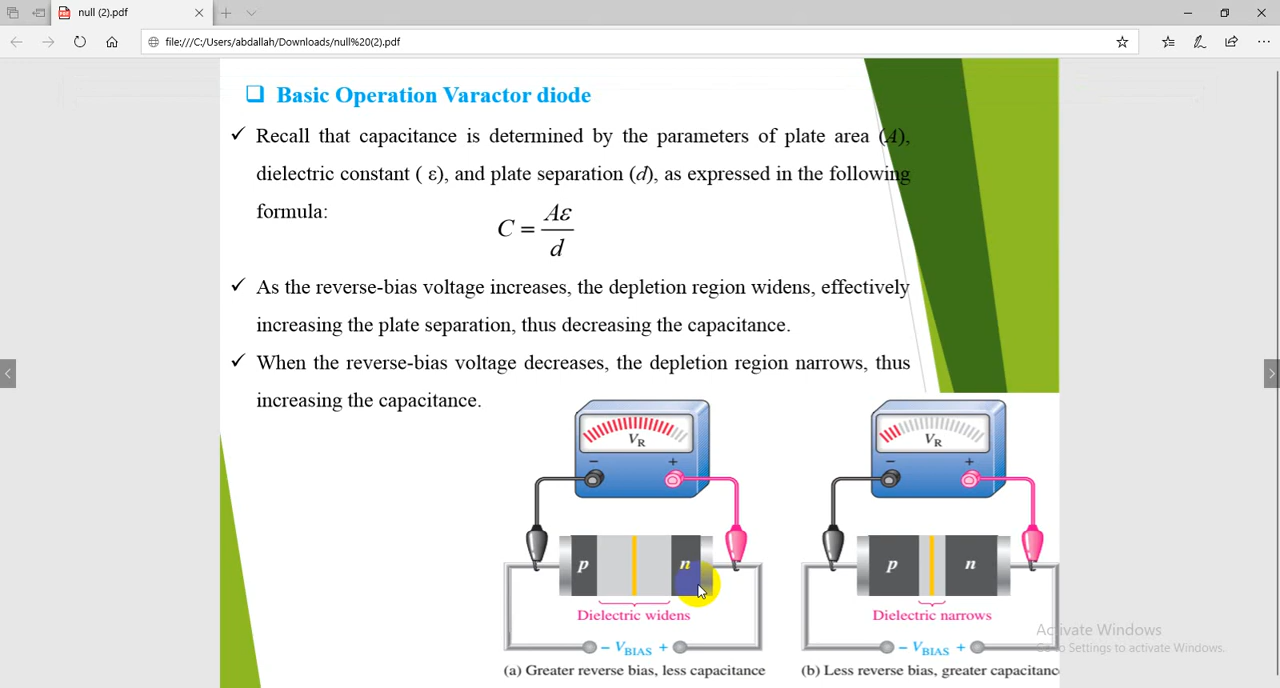 null (2).pdf
file:///C:/Users/abdallah/Downloads/null%20(2).pdf
❑ Basic Operation Varactor diode
✓ Recall that capacitance is determined by the parameters of plate area (A),
dielectric constant ( ε), and plate separation (d), as expressed in the following
formula:
C = Aε / d
✓ As the reverse-bias voltage increases, the depletion region widens, effectively
increasing the plate separation, thus decreasing the capacitance.
✓ When the reverse-bias voltage decreases, the depletion region narrows, thus
increasing the capacitance.
VR
− +
p n
Dielectric widens
− VBIAS +
(a) Greater reverse bias, less capacitance
VR
− +
p n
Dielectric narrows
− VBIAS +
(b) Less reverse bias, greater capacitanc
Activate Windows
Go to Settings to activate Windows.